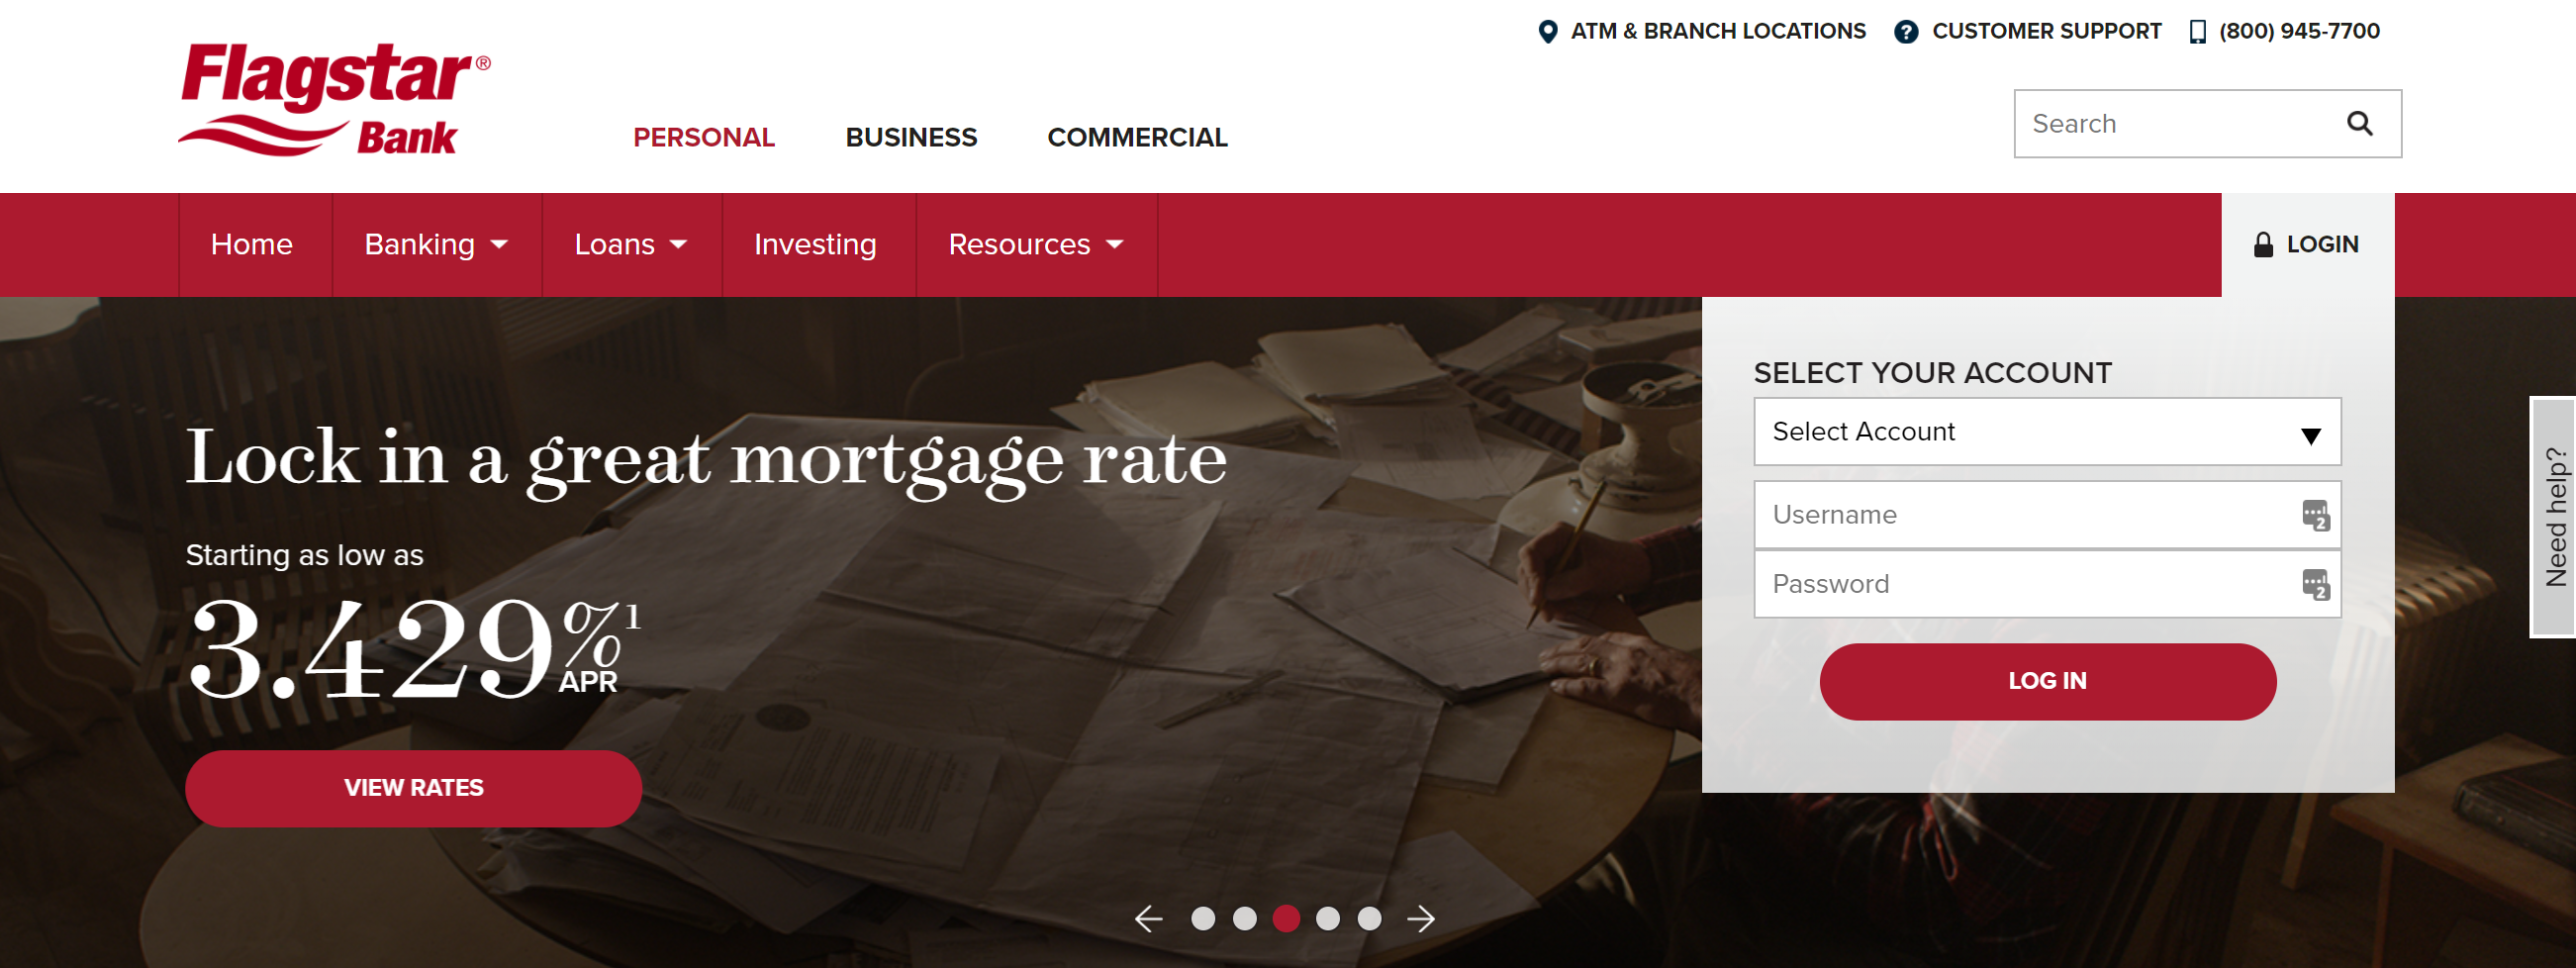 ATM & BRANCH LOCATIONS
CUSTOMER SUPPORT
(800) 945-7700
Flagstar®
Bank
PERSONAL
BUSINESS
COMMERCIAL
Search
Home
Banking
Loans
Investing
Resources
LOGIN
Lock in a great mortgage rate
Starting as low as
3.429%1
APR
VIEW RATES
SELECT YOUR ACCOUNT
Select Account
Username
2
Password
2
LOG IN
Need help?